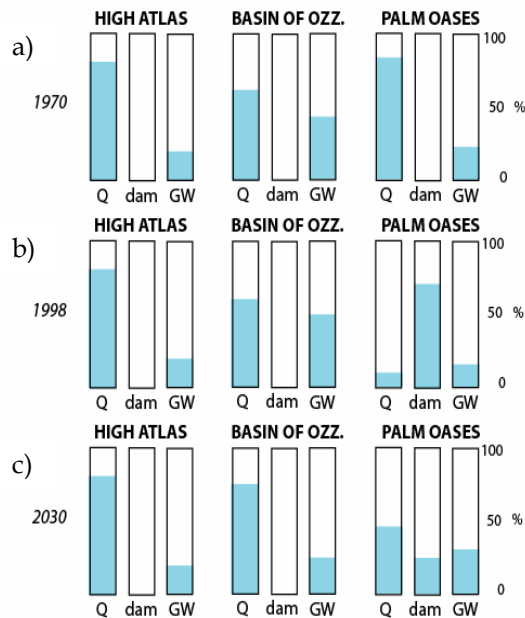 HIGH ATLAS BASIN OF OZZ. PALM OASES
a)
100
1970
50 %
0
Q dam GW Q dam GW Q dam GW
HIGH ATLAS BASIN OF OZZ. PALM OASES
b)
100
1998
50 %
0
Q dam GW Q dam GW Q dam GW
HIGH ATLAS BASIN OF OZZ. PALM OASES
c)
100
2030
50 %
0
Q dam GW Q dam GW Q dam GW